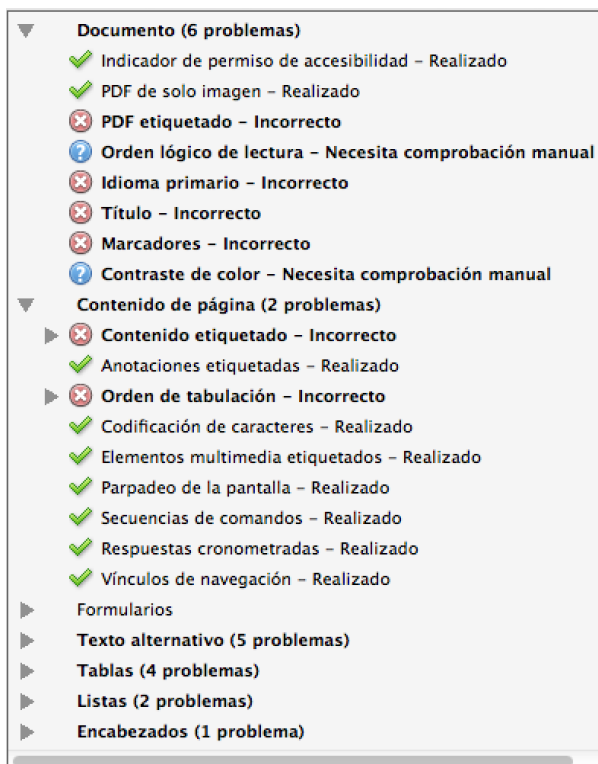 Documento (6 problemas)
Indicador de permiso de accesibilidad – Realizado
PDF de solo imagen – Realizado
PDF etiquetado – Incorrecto
Orden lógico de lectura – Necesita comprobación manual
Idioma primario – Incorrecto
Título – Incorrecto
Marcadores – Incorrecto
Contraste de color – Necesita comprobación manual
Contenido de página (2 problemas)
Contenido etiquetado – Incorrecto
Anotaciones etiquetadas – Realizado
Orden de tabulación – Incorrecto
Codificación de caracteres – Realizado
Elementos multimedia etiquetados – Realizado
Parpadeo de la pantalla – Realizado
Secuencias de comandos – Realizado
Respuestas cronometradas – Realizado
Vínculos de navegación – Realizado
Formularios
Texto alternativo (5 problemas)
Tablas (4 problemas)
Listas (2 problemas)
Encabezados (1 problema)